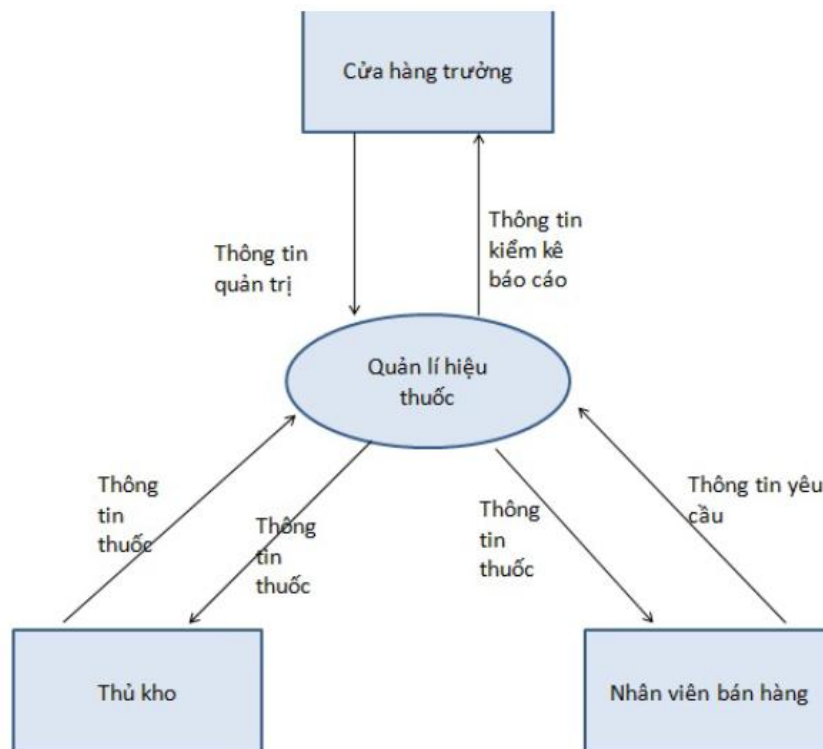 Cửa hàng trưởng
Thông tin
quản trị
Thông tin
kiểm kê
báo cáo
Quản lí hiệu
thuốc
Thông
tin
thuốc
Thông
tin
thuốc
Thông
tin
thuốc
Thông tin yêu
cầu
Thủ kho
Nhân viên bán hàng